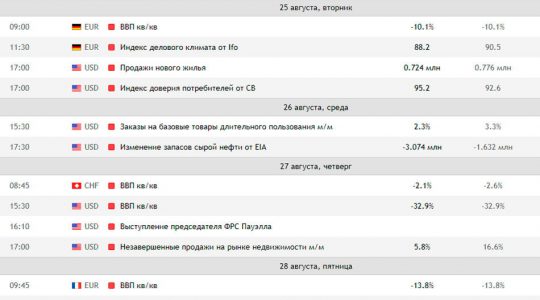 25 августа, вторник
09:00 EUR ВВП кв/кв -10.1% -10.1%
11:30 EUR Индекс делового климата от Ifo 88.2 90.5
17:00 USD Продажи нового жилья 0.724 млн 0.776 млн
17:00 USD Индекс доверия потребителей от CB 95.2 92.6
26 августа, среда
15:30 USD Заказы на базовые товары длительного пользования м/м 2.3% 3.3%
17:30 USD Изменение запасов сырой нефти от EIA -3.074 млн -1.632 млн
27 августа, четверг
08:45 CHF ВВП кв/кв -2.1% -2.6%
15:30 USD ВВП кв/кв -32.9% -32.9%
16:10 USD Выступление председателя ФРС Пауэлла
17:00 USD Незавершенные продажи на рынке недвижимости м/м 5.8% 16.6%
28 августа, пятница
09:45 EUR ВВП кв/кв -13.8% -13.8%